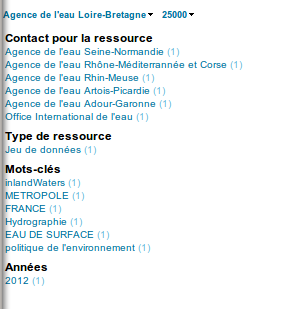 Agence de l'eau Loire-Bretagne 25000
Contact pour la ressource
Agence de l'eau Seine-Normandie (1)
Agence de l'eau Rhône-Méditerrannée et Corse (1)
Agence de l'eau Rhin-Meuse (1)
Agence de l'eau Artois-Picardie (1)
Agence de l'eau Adour-Garonne (1)
Office International de l'eau (1)
Type de ressource
Jeu de données (1)
Mots-clés
inlandWaters (1)
METROPOLE (1)
FRANCE (1)
Hydrographie (1)
EAU DE SURFACE (1)
politique de l'environnement (1)
Années
2012 (1)